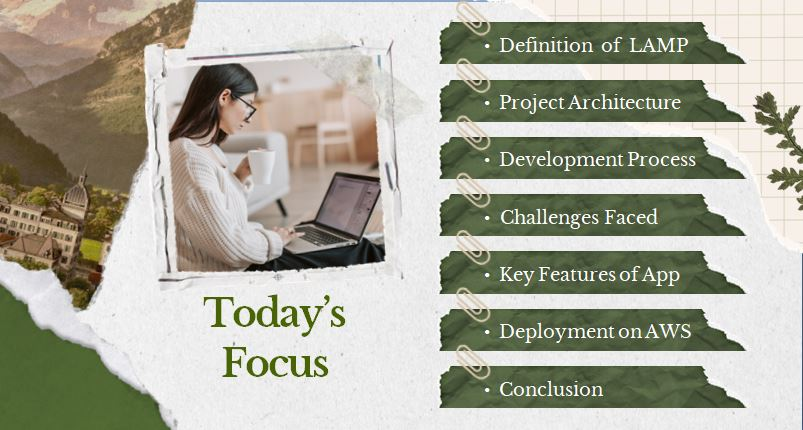 Today's
Focus
• Definition of LAMP
• Project Architecture
• Development Process
• Challenges Faced
• Key Features of App
• Deployment on AWS
• Conclusion